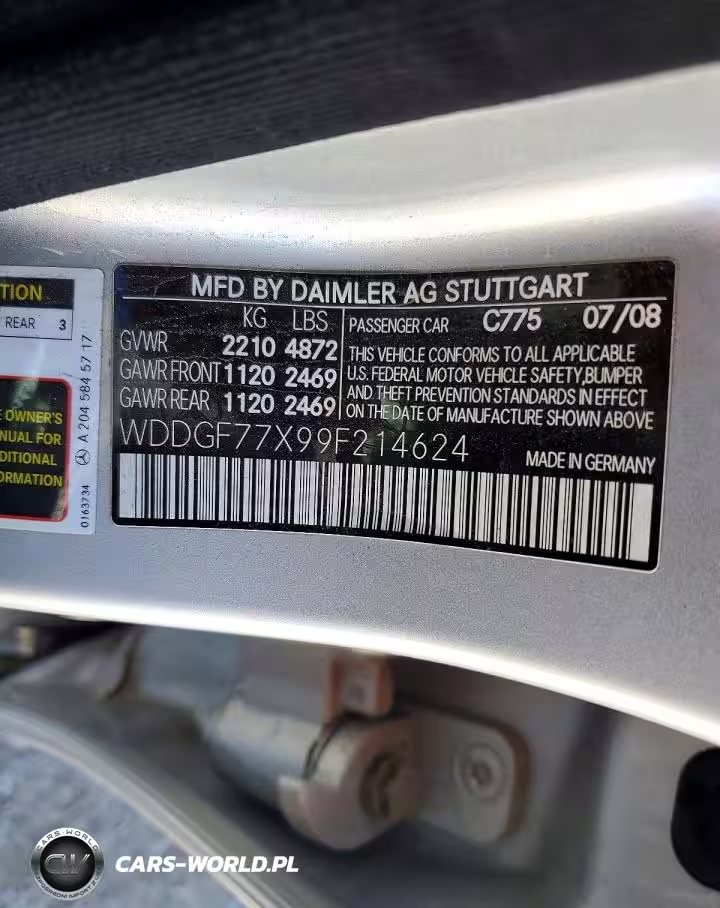 TION
REAR 3
E OWNER'S
NUAL FOR
DITIONAL
ORMATION
A 204 584 57 17
0163734
MFD BY DAIMLER AG STUTTGART
KG LBS
GVWR 2210 4872
GAWR FRONT 1120 2469
GAWR REAR 1120 2469
PASSENGER CAR C775 07/08
THIS VEHICLE CONFORMS TO ALL APPLICABLE
U.S. FEDERAL MOTOR VEHICLE SAFETY,BUMPER
AND THEFT PREVENTION STANDARDS IN EFFECT
ON THE DATE OF MANUFACTURE SHOWN ABOVE
WDDGF77X99F214624
MADE IN GERMANY
CARS-WORLD
CW
CARS-WORLD.PL